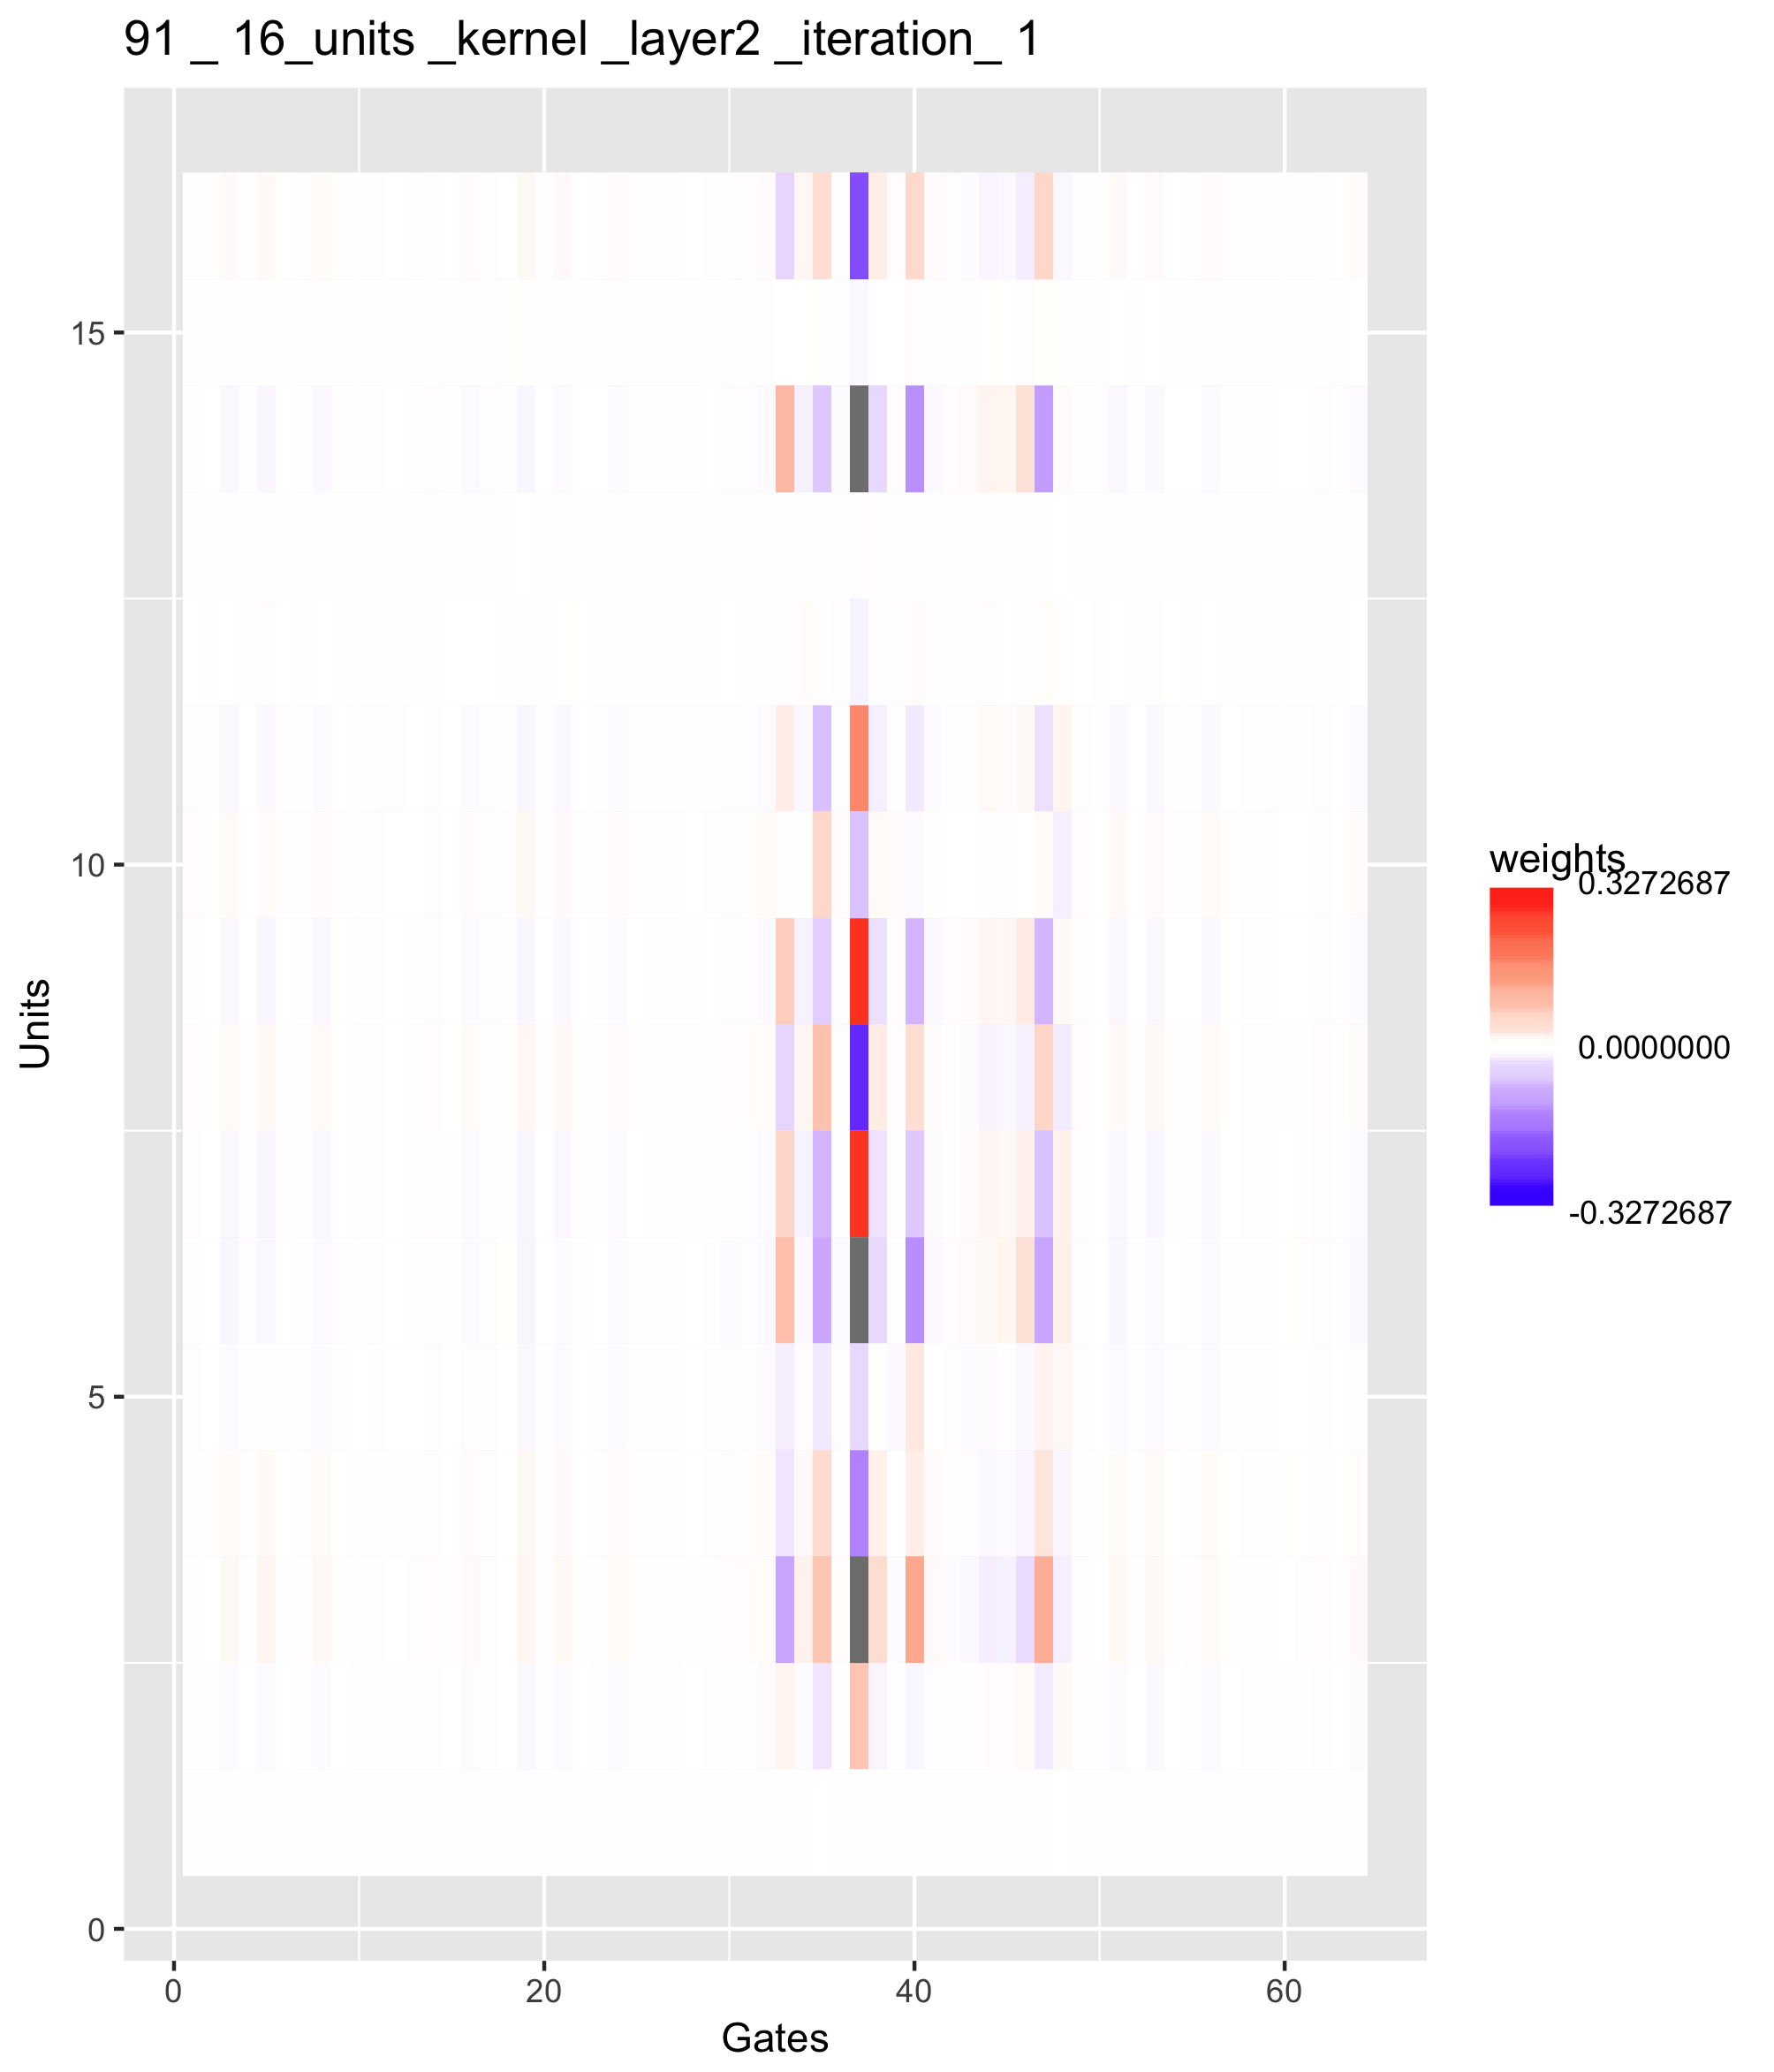 91 _ 16_units _kernel _layer2 _iteration_ 1
15
10
5
0
Units
0 20 40 60
Gates
weights
0.3272687
0.0000000
-0.3272687